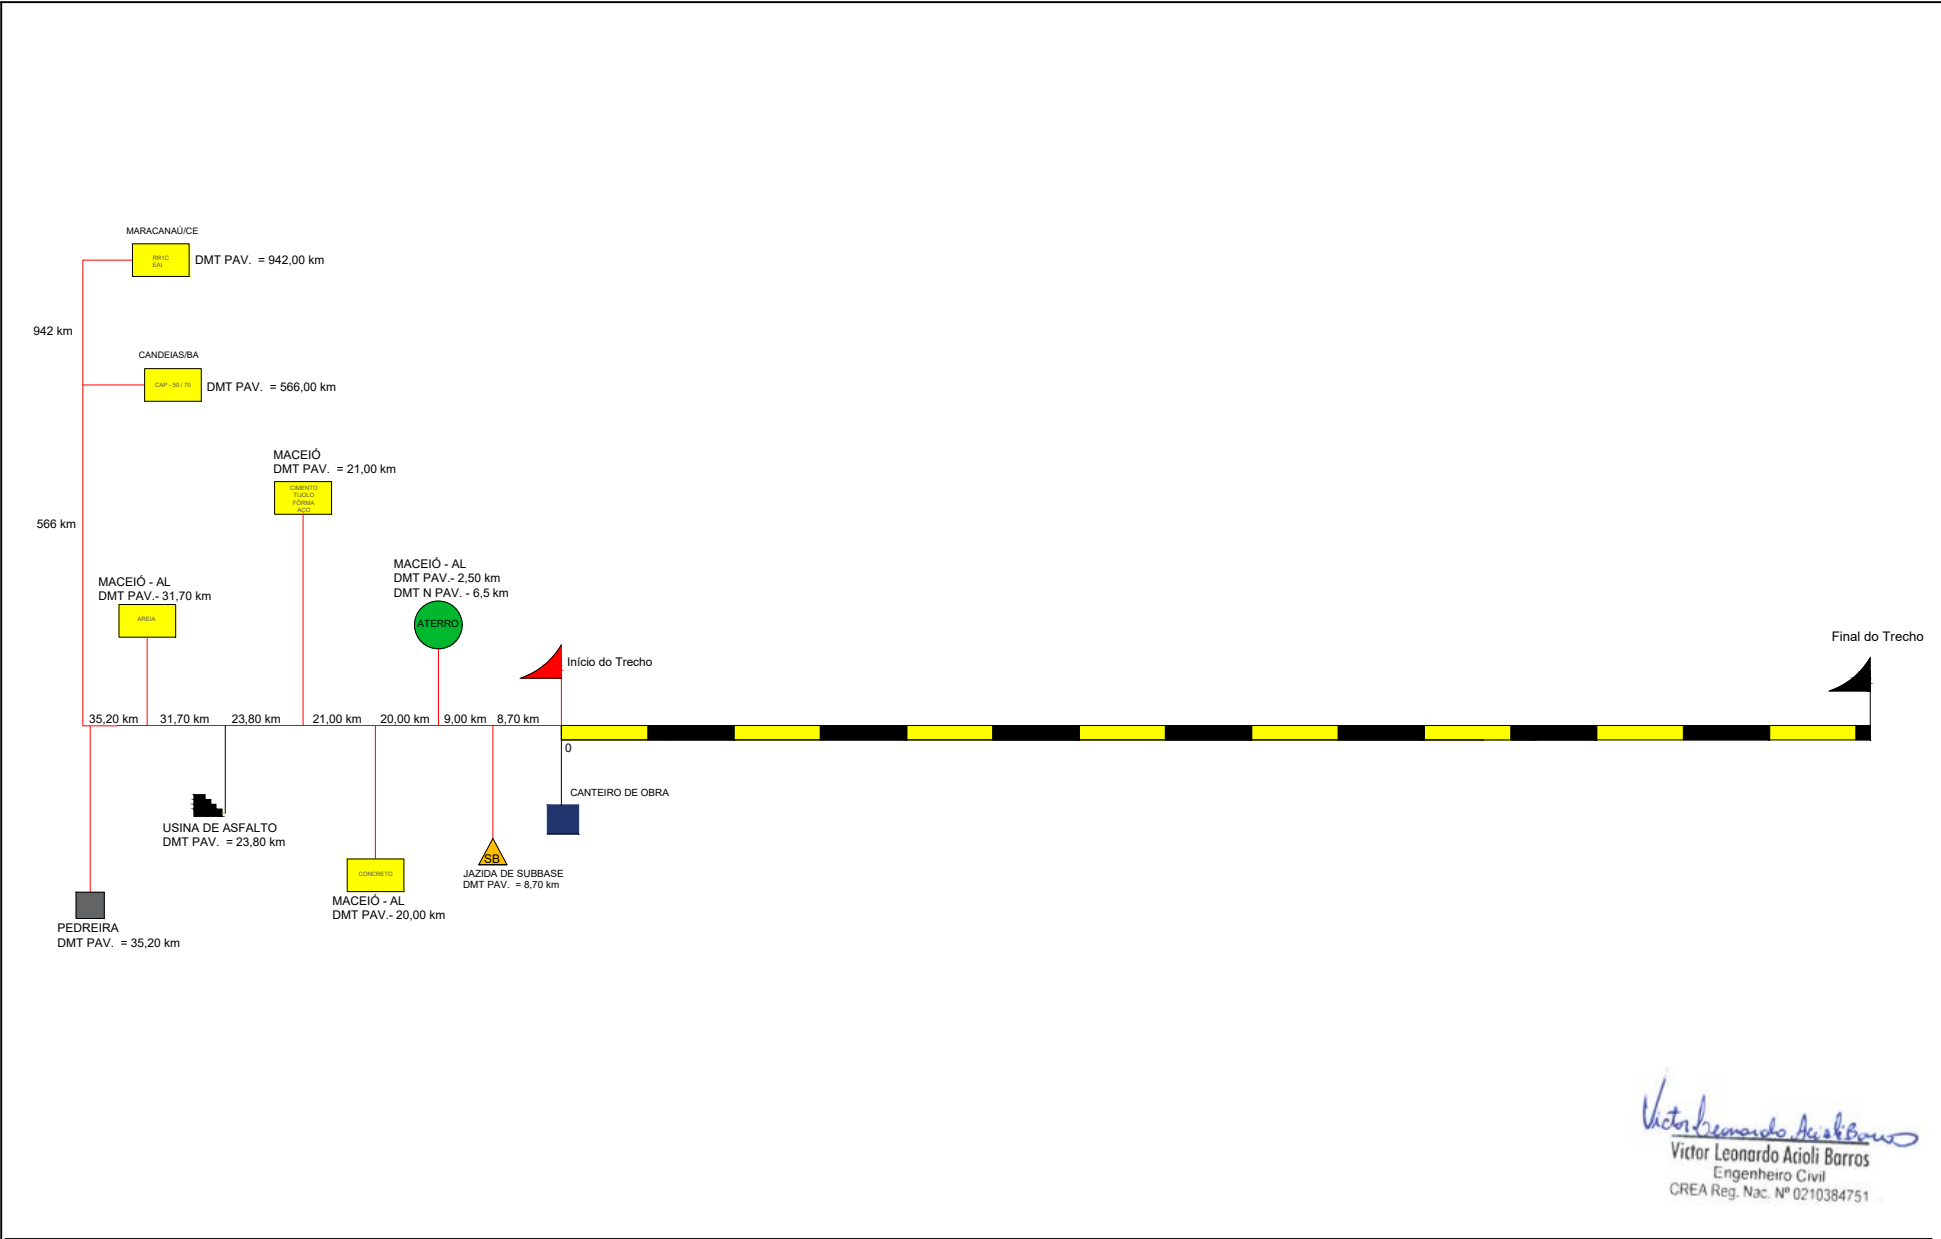 MARACANAÚ/CE
RR1C
EAI
DMT PAV.  = 942,00 km
942 km
CANDEIAS/BA
CAP - 50 / 70
DMT PAV.  = 566,00 km
566 km
MACEIÓ
DMT PAV.  = 21,00 km
CIMENTO
TIJOLO
FÔRMA
AÇO
MACEIÓ - AL
DMT PAV.- 2,50 km
DMT N PAV. - 6,5 km
ATERRO
MACEIÓ - AL
DMT PAV.- 31,70 km
AREIA
Início do Trecho
Final do Trecho
35,20 km
31,70 km
23,80 km
21,00 km
20,00 km
9,00 km
8,70 km
0
CANTEIRO DE OBRA
USINA DE ASFALTO
DMT PAV.  = 23,80 km
SB
JAZIDA DE SUBBASE
DMT PAV.  = 8,70 km
CONCRETO
MACEIÓ - AL
DMT PAV.- 20,00 km
PEDREIRA
DMT PAV.  = 35,20 km
Victor Leonardo Acioli Barros
Victor Leonardo Acioli Barros
Engenheiro Civil
CREA Reg. Nac. Nº 0210384751